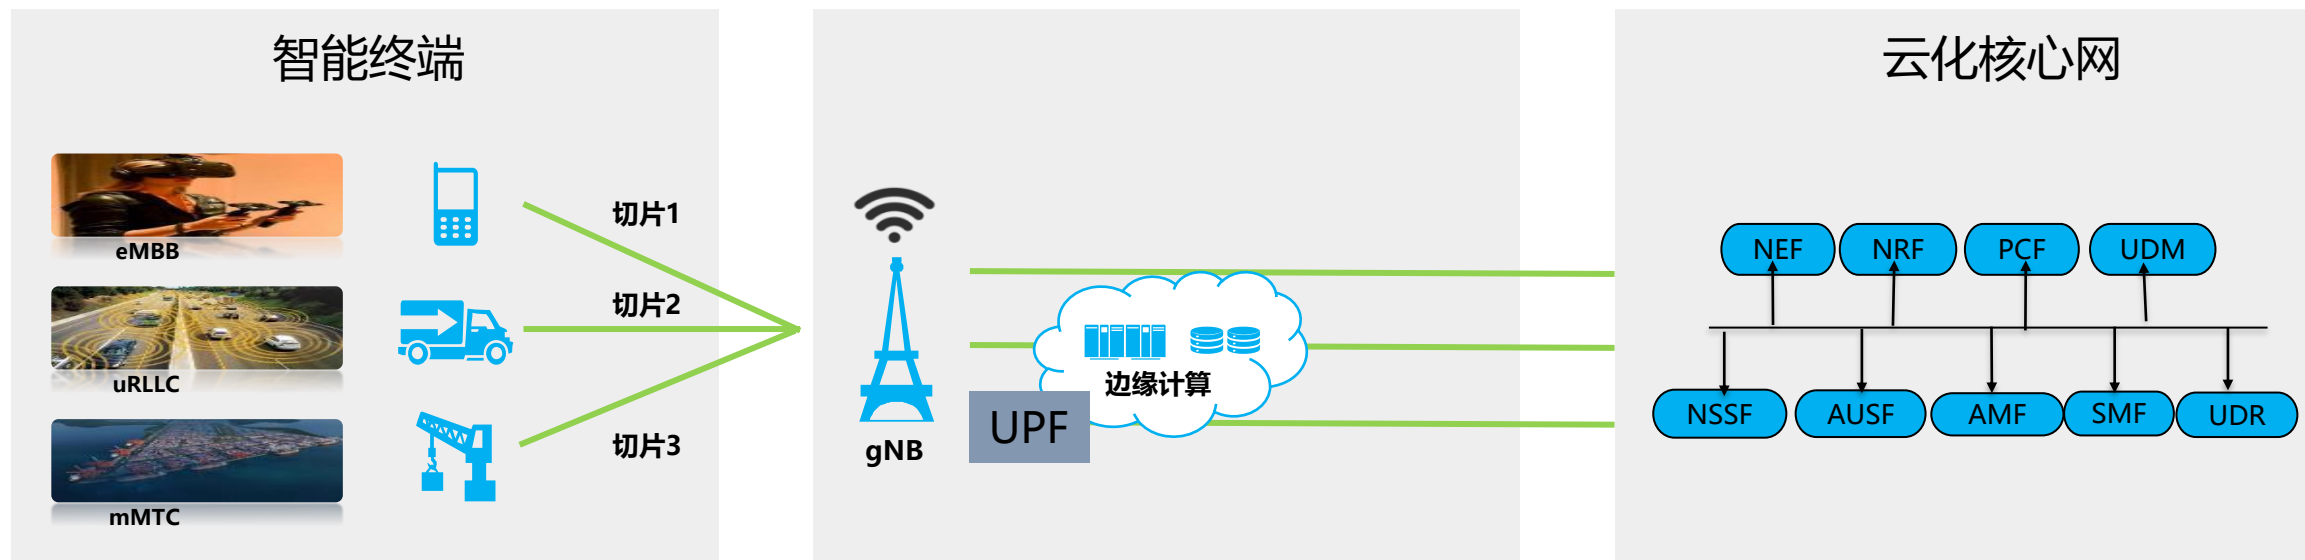 智能终端
eMBB
uRLLC
mMTC
切片1
切片2
切片3
gNB
UPF
边缘计算
云化核心网
NEF
NRF
PCF
UDM
NSSF
AUSF
AMF
SMF
UDR